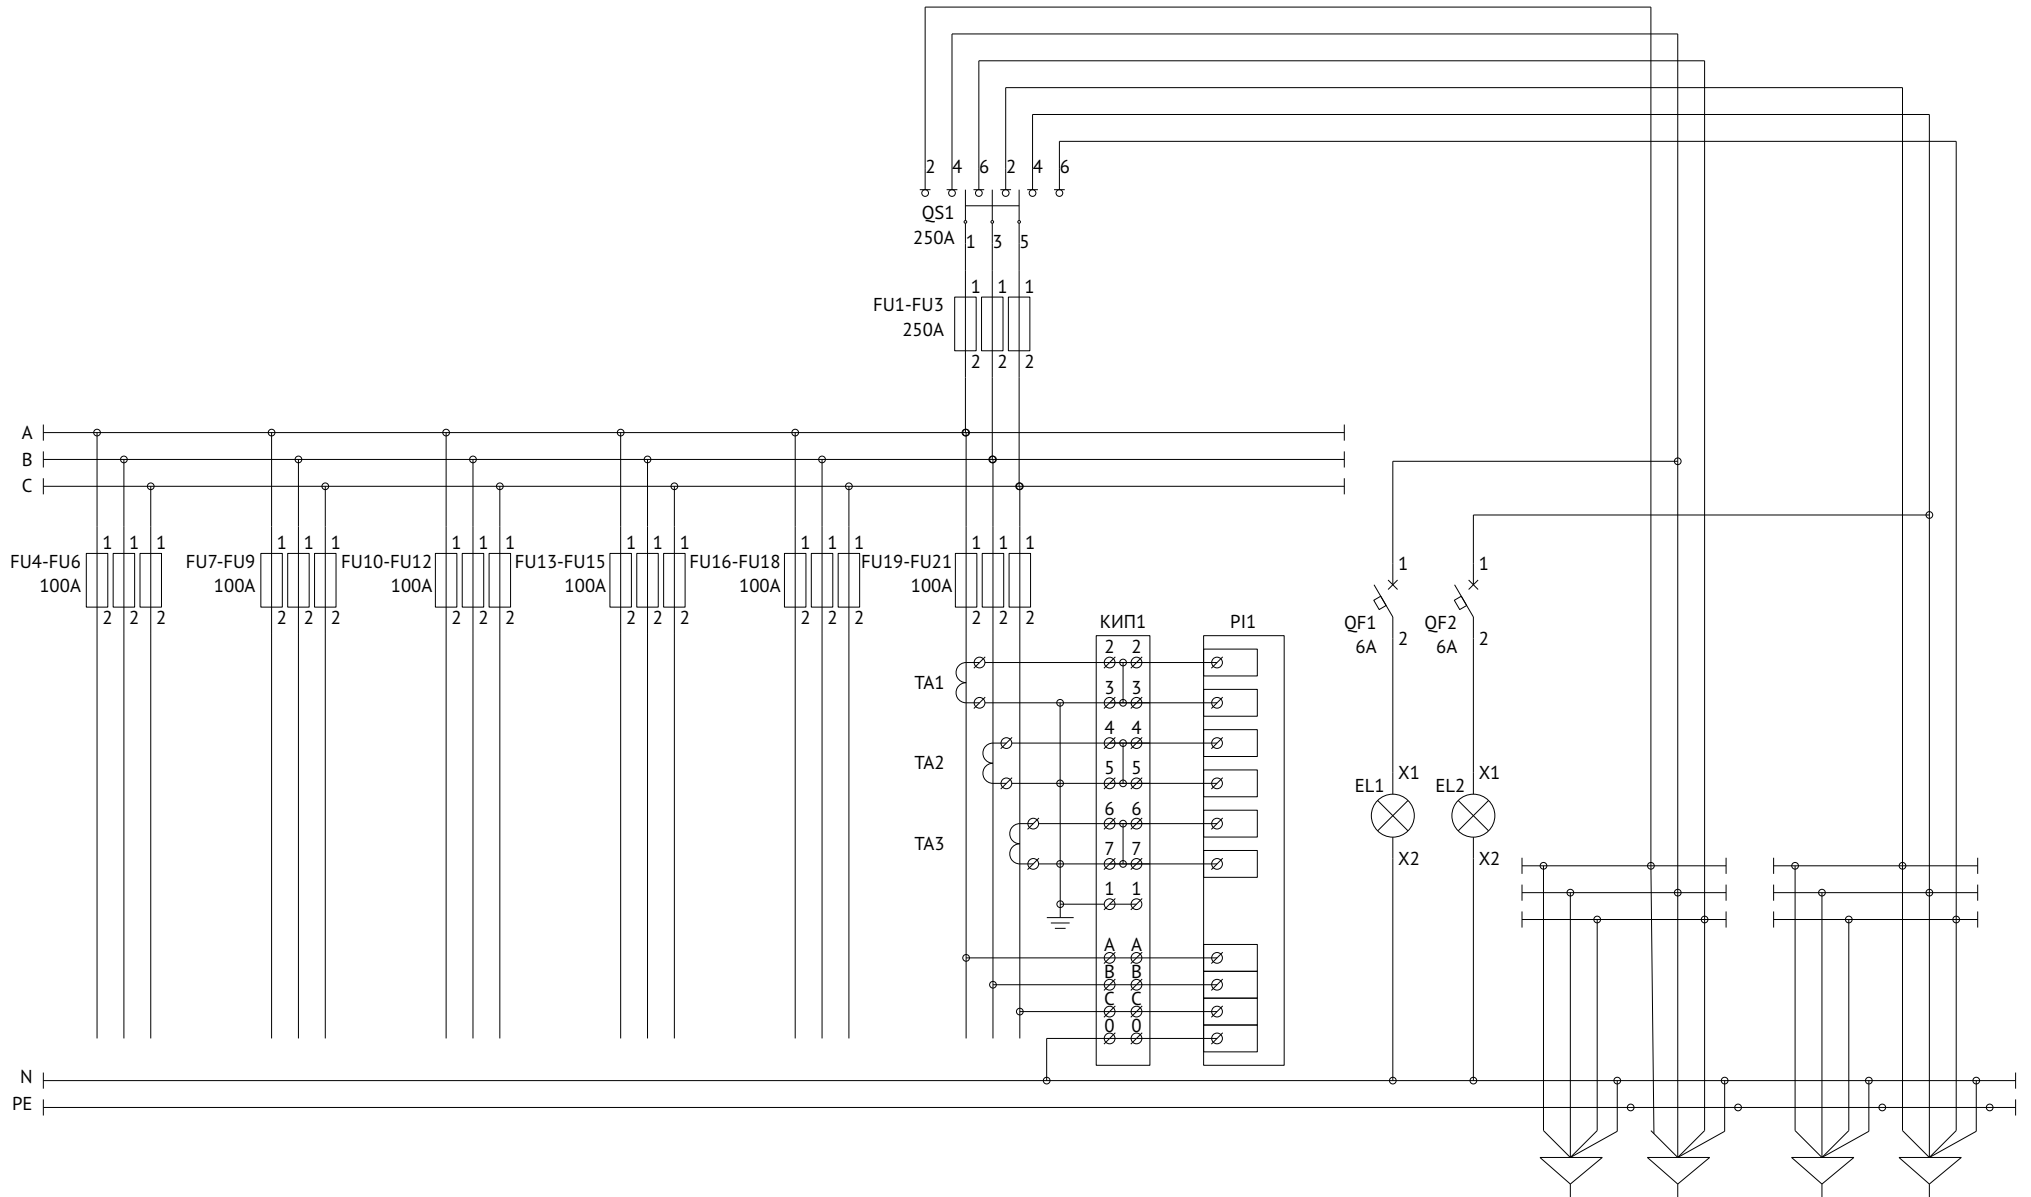 2 4 6 2 4 6
QS1
250A
1 3 5
1 1 1
FU1-FU3
250A
2 2 2
A
B
C
1 1 1 1 1 1 1 1 1 1 1 1 1 1 1 1 1 1
FU4-FU6 FU7-FU9 FU10-FU12 FU13-FU15 FU16-FU18 FU19-FU21
100A 100A 100A 100A 100A 100A
2 2 2 2 2 2 2 2 2 2 2 2 2 2 2 2 2 2
1 1
QF1 QF2
6A 6A
2 2
КИП1 PI1
2 2
TA1
3 3
4 4
TA2
5 5
6 6
TA3
7 7
1 1
A A
B B
C C
0 0
X1 X1
EL1 EL2
X2 X2
N
PE